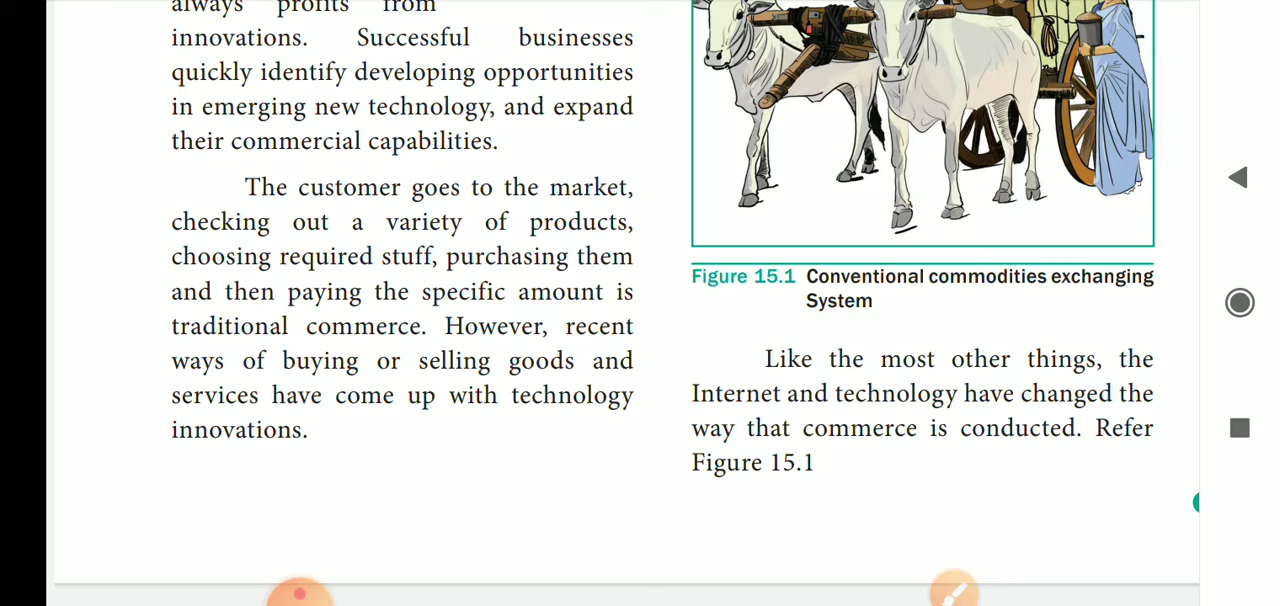 always profits from
innovations. Successful businesses
quickly identify developing opportunities
in emerging new technology, and expand
their commercial capabilities.
The customer goes to the market,
checking out a variety of products,
choosing required stuff, purchasing them
and then paying the specific amount is
traditional commerce. However, recent
ways of buying or selling goods and
services have come up with technology
innovations.
Figure 15.1 Conventional commodities exchanging
System
Like the most other things, the
Internet and technology have changed the
way that commerce is conducted. Refer
Figure 15.1